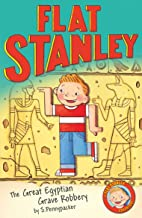 FLAT
STANLEY
The Great Egyptian
Grave Robbery
by S.Pennypacker